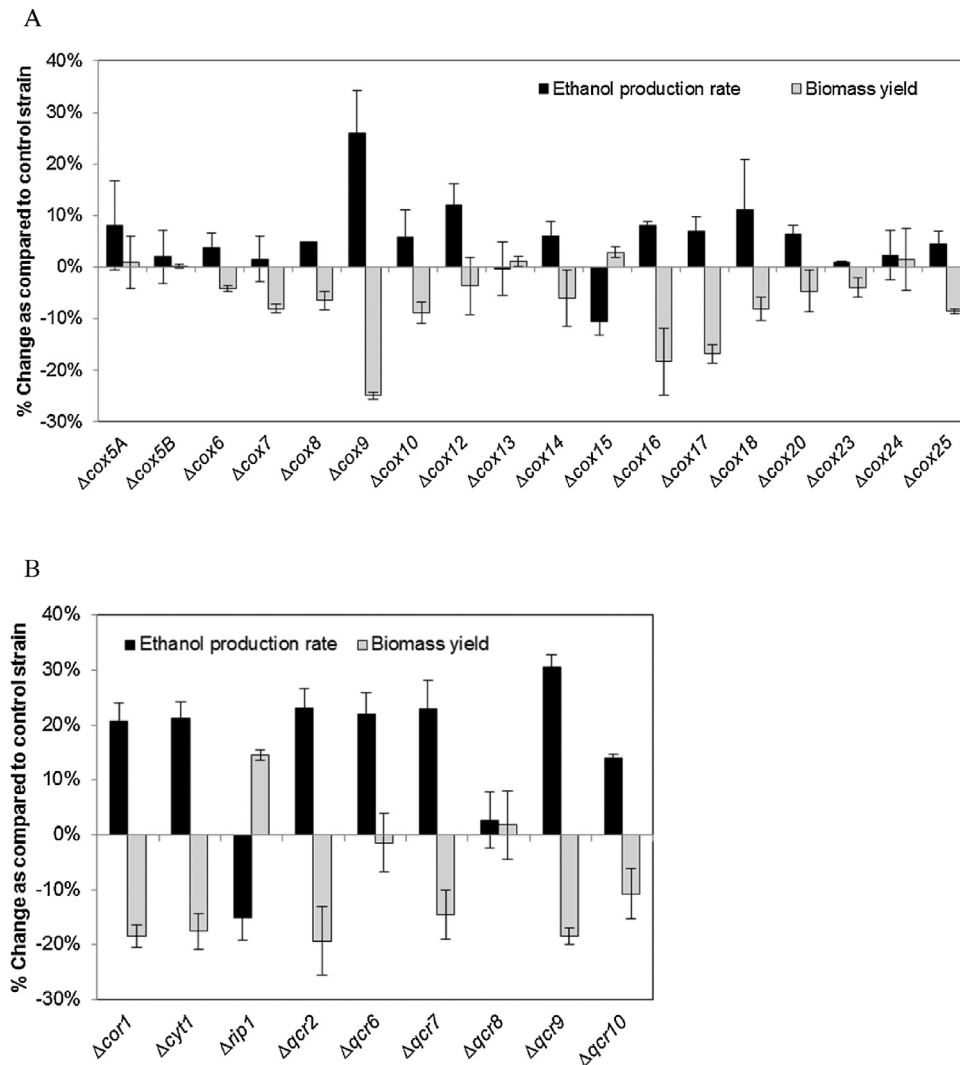 A
% Change as compared to control strain
40%
30%
20%
10%
0%
-10%
-20%
-30%
Ethanol production rate Biomass yield
Δcox5A Δcox5B Δcox6 Δcox7 Δcox8 Δcox9 Δcox10 Δcox12 Δcox13 Δcox14 Δcox15 Δcox16 Δcox17 Δcox18 Δcox20 Δcox23 Δcox24 Δcox25
B
% Change as compared to control strain
40%
30%
20%
10%
0%
-10%
-20%
-30%
Ethanol production rate Biomass yield
Δcor1 Δcyt1 Δrip1 Δqcr2 Δqcr6 Δqcr7 Δqcr8 Δqcr9 Δqcr10